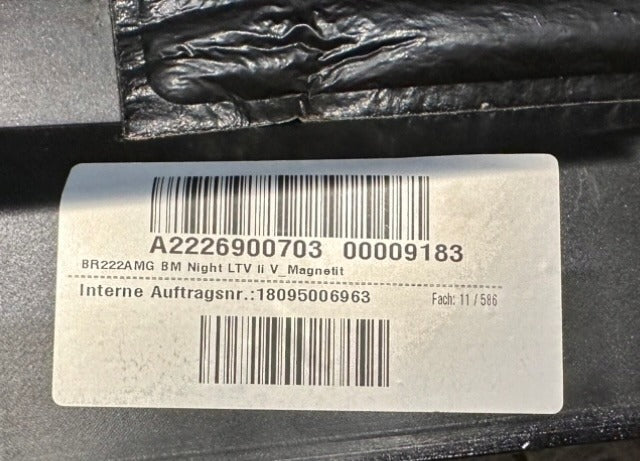 A2226900703 00009183
BR222AMG BM Night LTV li V_Magnetit
Interne Auftragsnr.:18095006963 Fach: 11 / 586